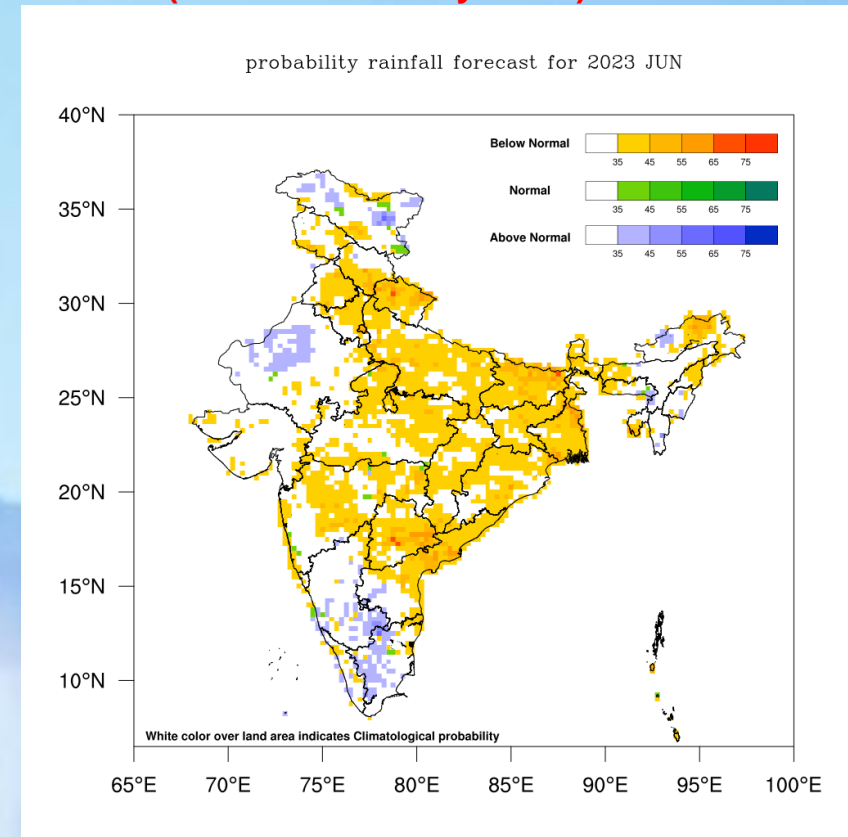 probability rainfall forecast for 2023 JUN
40°N
35°N
30°N
25°N
20°N
15°N
10°N
Below Normal
35 45 55 65 75
Normal
35 45 55 65 75
Above Normal
35 45 55 65 75
White color over land area indicates Climatological probability
65°E 70°E 75°E 80°E 85°E 90°E 95°E 100°E